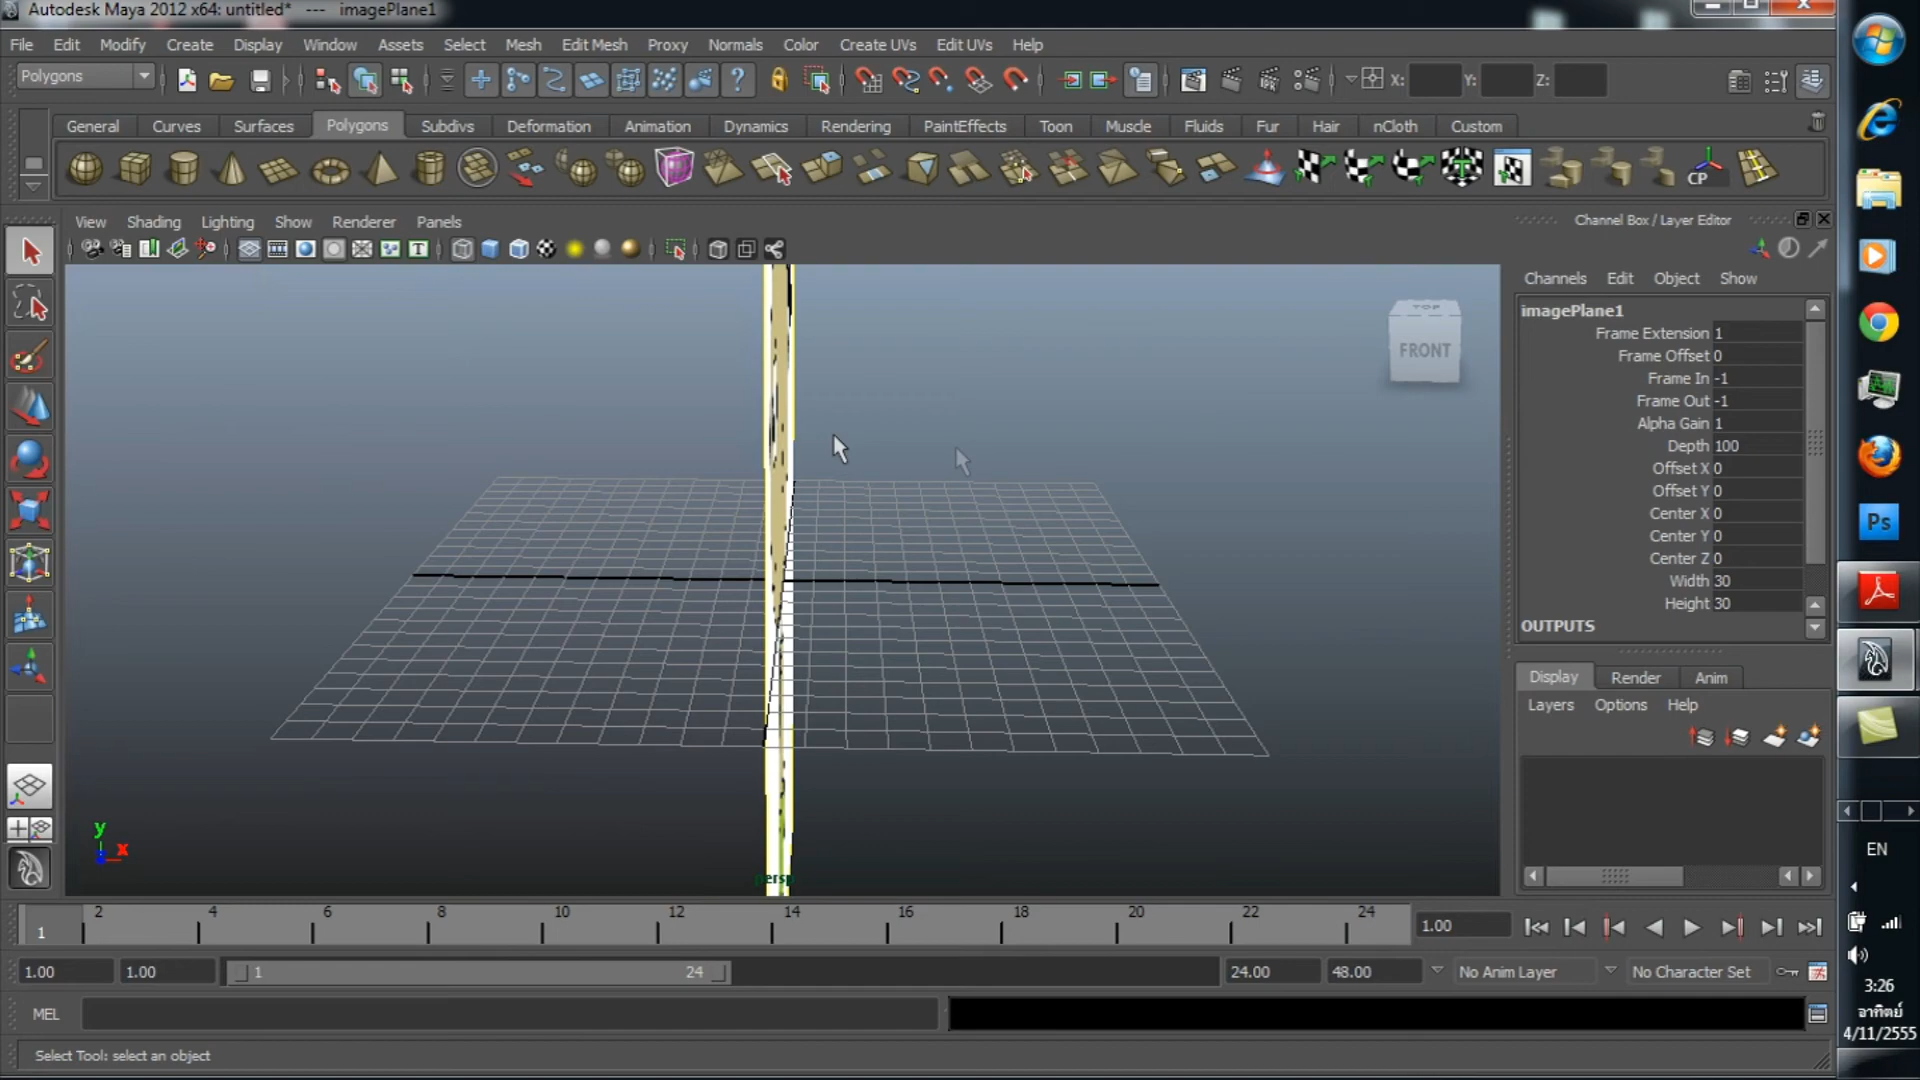 Autodesk Maya 2012 x64: untitled* --- imagePlane1
File Edit Modify Create Display Window Assets Select Mesh Edit Mesh Proxy Normals Color Create UVs Edit UVs Help
Polygons X: Y: Z:
General Curves Surfaces Polygons Subdivs Deformation Animation Dynamics Rendering PaintEffects Toon Muscle Fluids Fur Hair nCloth Custom
CP
View Shading Lighting Show Renderer Panels
Channel Box / Layer Editor
Channels Edit Object Show
TOP
FRONT
imagePlane1
Frame Extension 1
Frame Offset 0
Frame In -1
Frame Out -1
Alpha Gain 1
Depth 100
Offset X 0
Offset Y 0
Center X 0
Center Y 0
Center Z 0
Width 30
Height 30
OUTPUTS
Display Render Anim
Layers Options Help
y
x
persp
2 4 6 8 10 12 14 16 18 20 22 24
1
1.00
1.00 1.00 1 24 24.00 48.00 No Anim Layer No Character Set
MEL
Select Tool: select an object
Ps
EN
3:26
อาทิตย์
4/11/2555